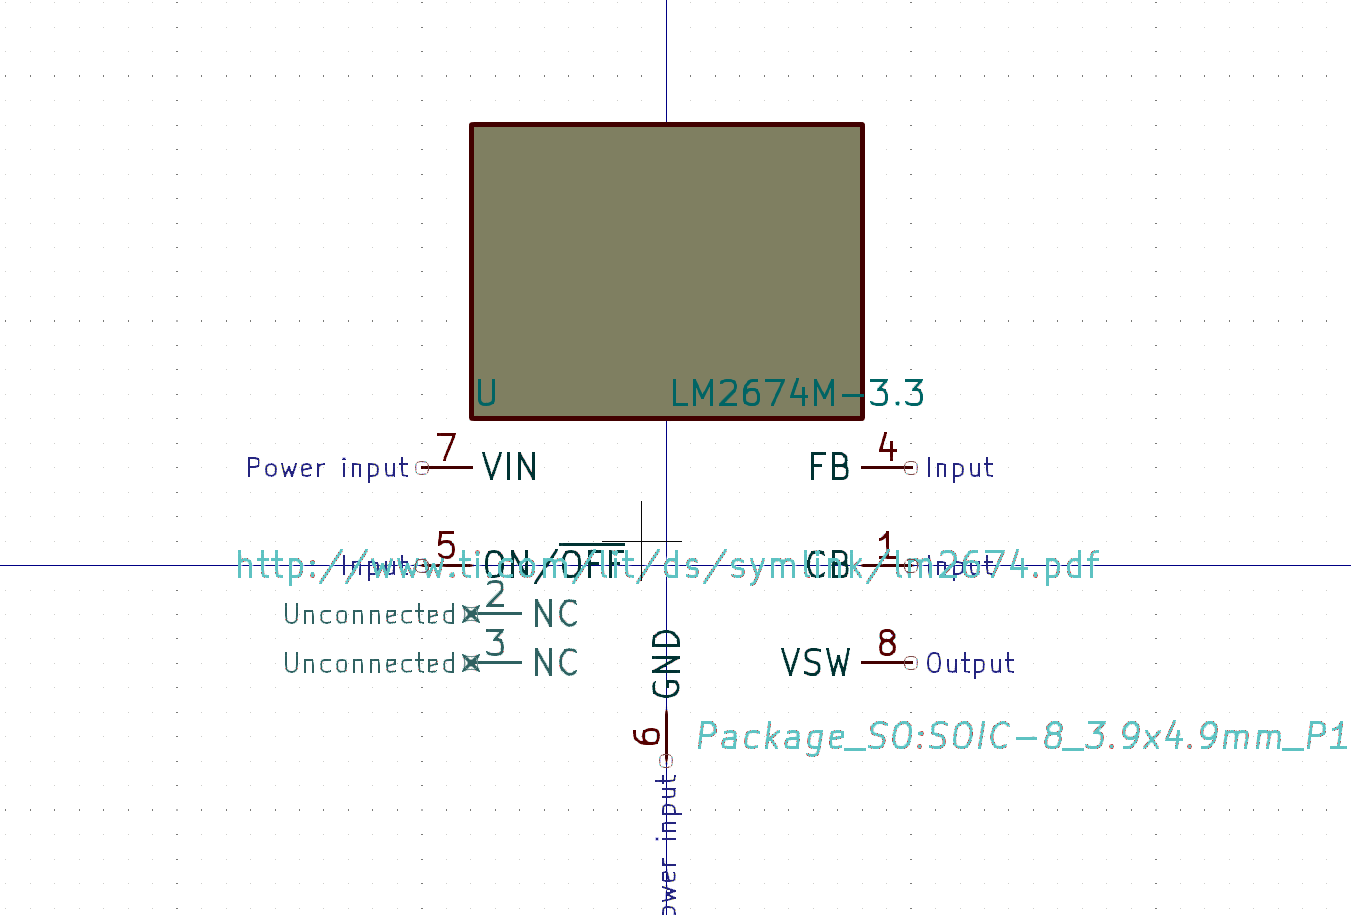 U LM2674M-3.3
7 4
Power input VIN FB Input
5 1
Input ON/OFF CB Input
http://www.ti.com/lit/ds/symlink/lm2674.pdf
2
Unconnected NC
3 8
Unconnected NC VSW Output
GND
6
Package_SO:SOIC-8_3.9x4.9mm_P1
input